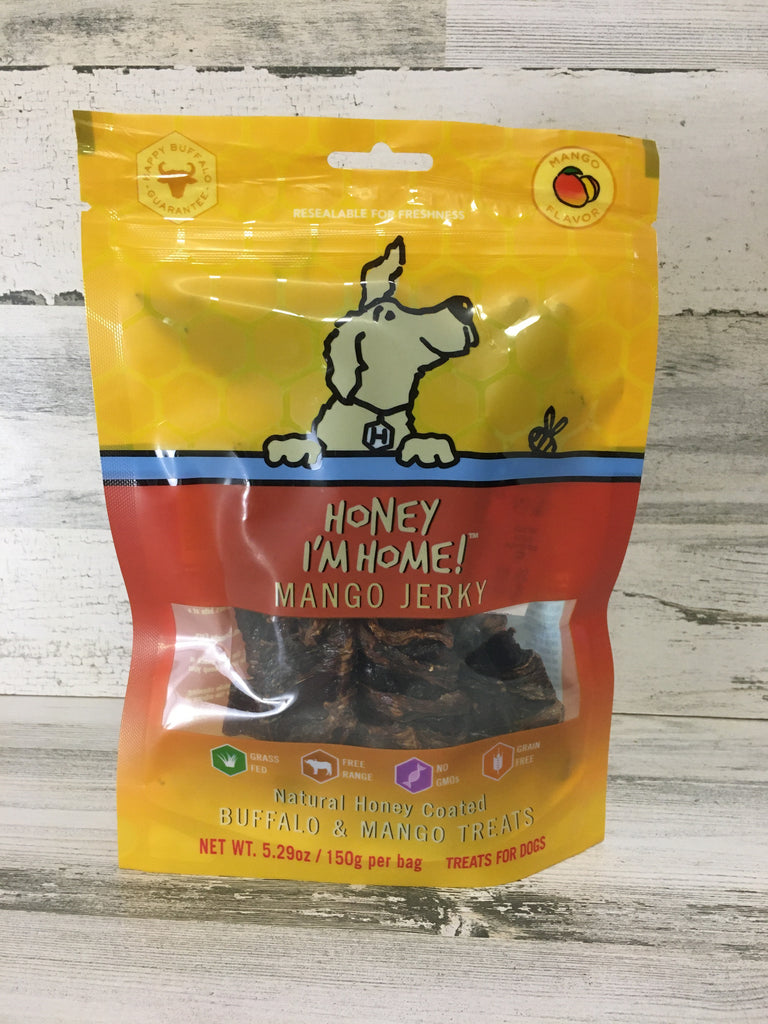 HAPPY BUFFALO
GUARANTEE
MANGO
FLAVOR
RESEALABLE FOR FRESHNESS
H
HONEY
I'M HOME!™
MANGO JERKY
GRASS
FED
FREE
RANGE
NO
GMOs
GRAIN
FREE
Natural Honey Coated
BUFFALO & MANGO TREATS
NET WT. 5.29oz / 150g per bag TREATS FOR DOGS